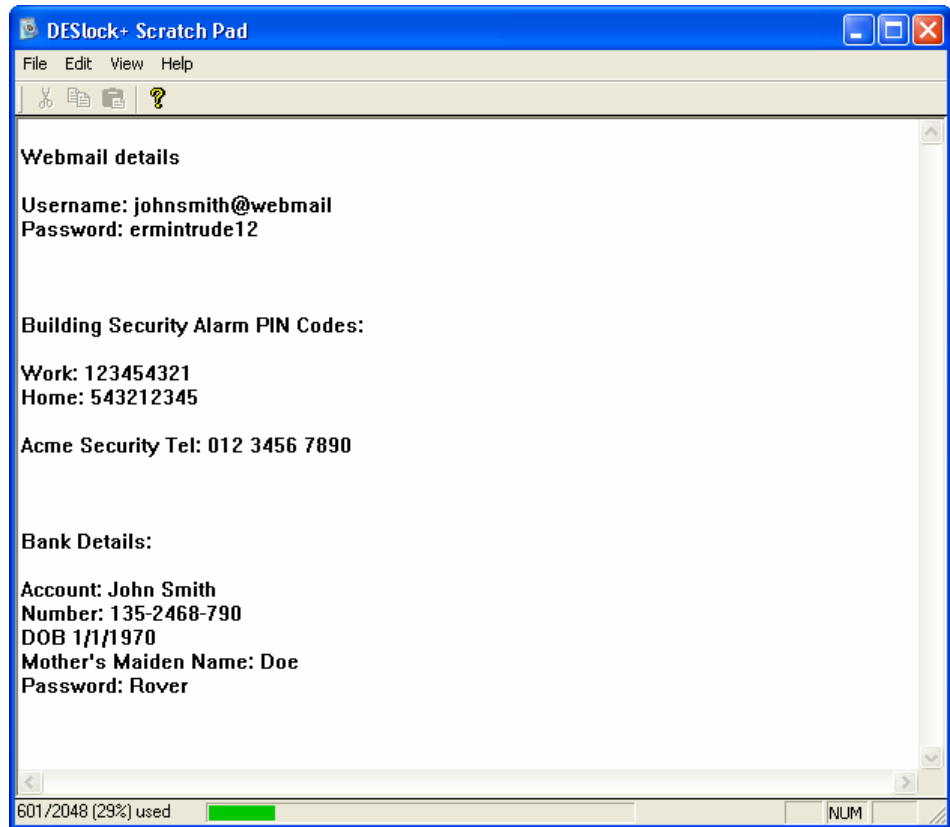 DESlock+ Scratch Pad
File Edit View Help
Webmail details
Username: johnsmith@webmail
Password: ermintrude12
Building Security Alarm PIN Codes:
Work: 123454321
Home: 543212345
Acme Security Tel: 012 3456 7890
Bank Details:
Account: John Smith
Number: 135-2468-790
DOB 1/1/1970
Mother's Maiden Name: Doe
Password: Rover
601/2048 (29%) used NUM